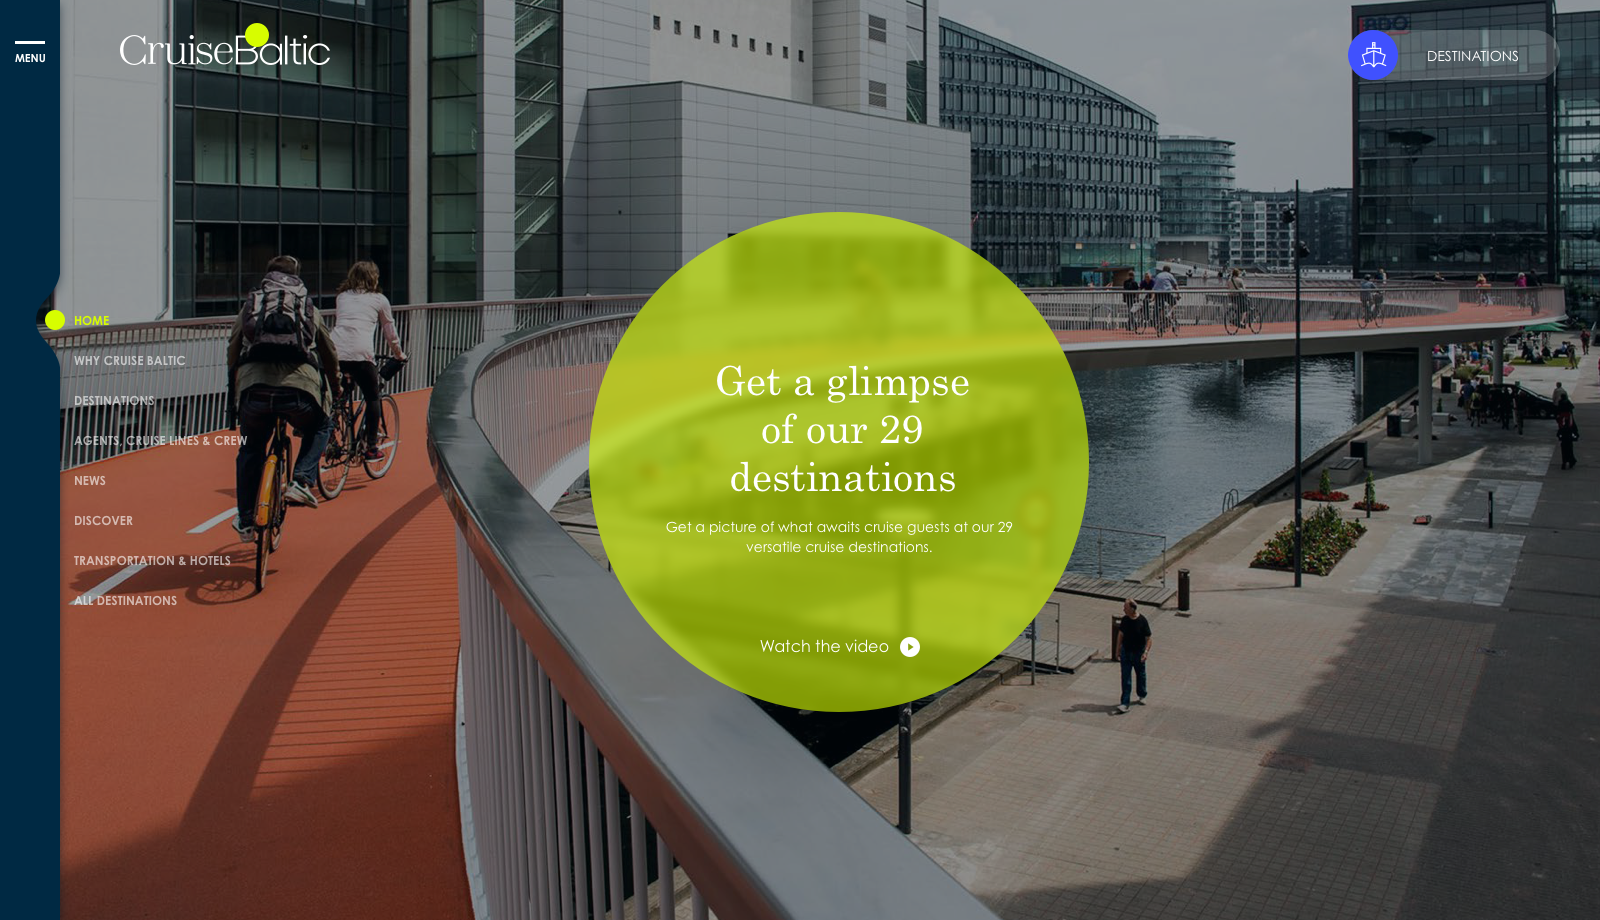 MENU
CruiseBaltic
BDO
DESTINATIONS
HOME
WHY CRUISE BALTIC
DESTINATIONS
AGENTS, CRUISE LINES & CREW
NEWS
DISCOVER
TRANSPORTATION & HOTELS
ALL DESTINATIONS
Get a glimpse
of our 29
destinations
Get a picture of what awaits cruise guests at our 29
versatile cruise destinations.
Watch the video